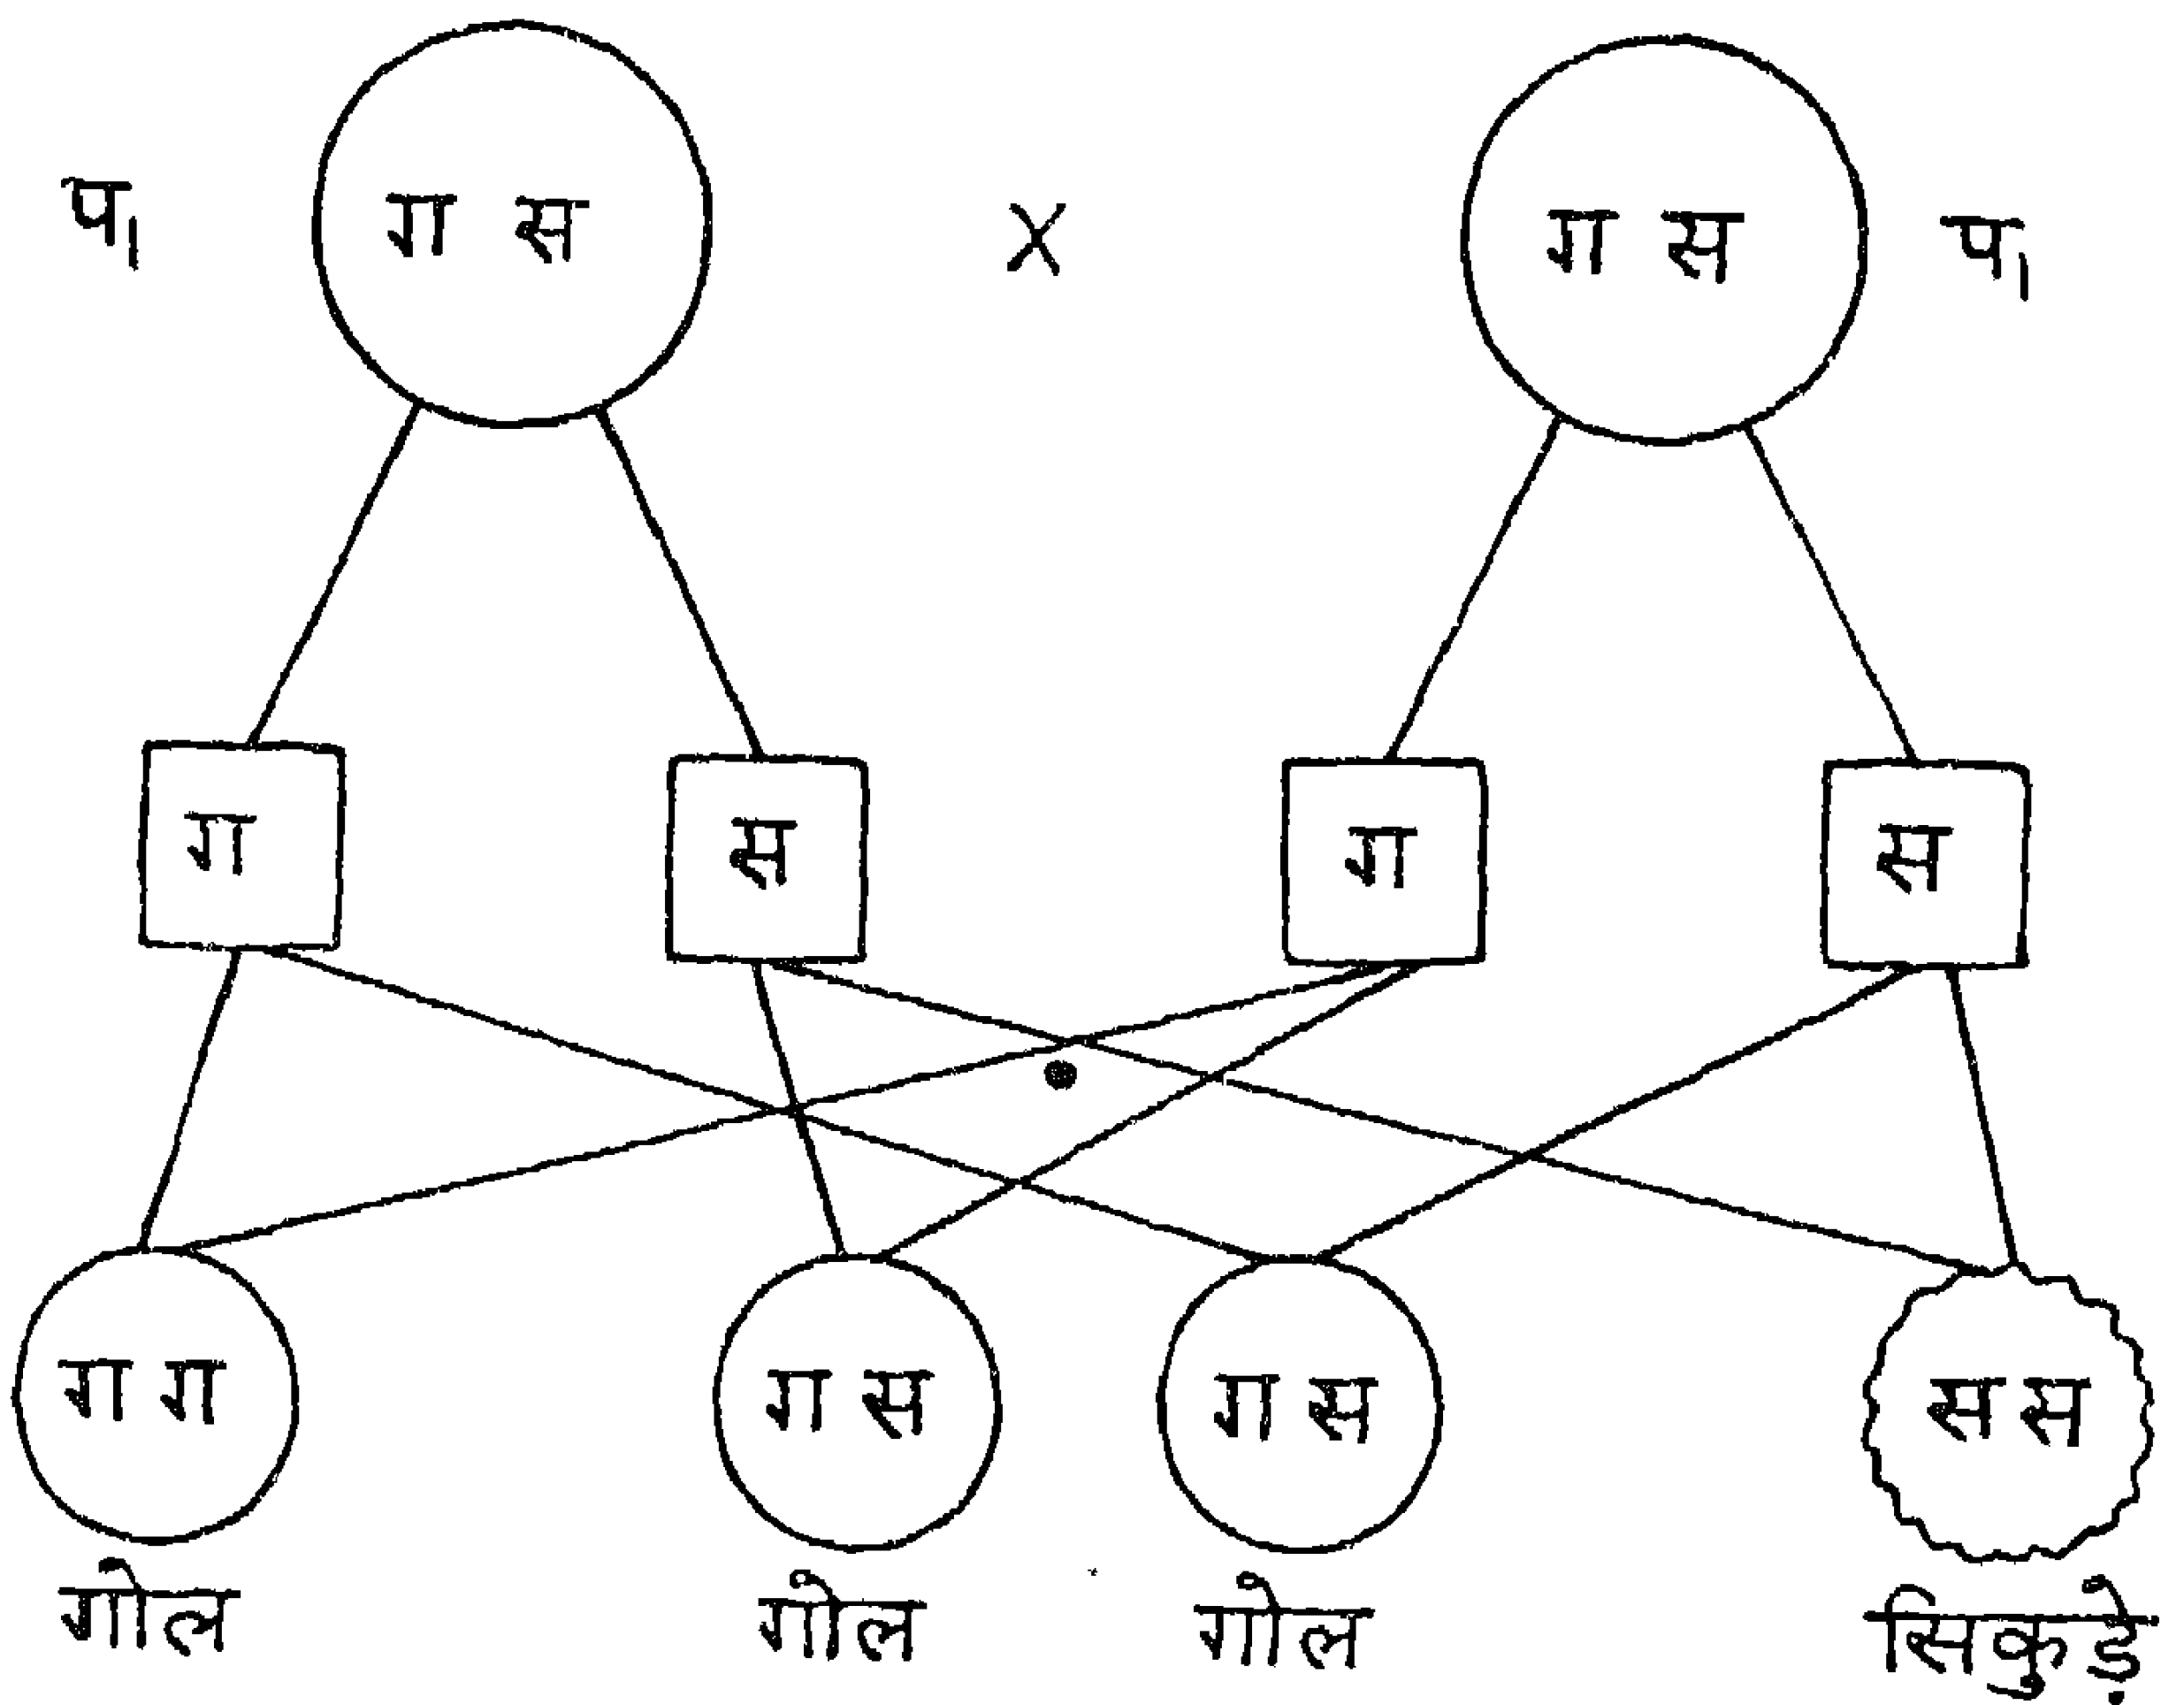 प₁ ग स X ग स प₁
ग स ग स
ग ग ग स ग स स स
गोल गोल गोल सिकुड़े